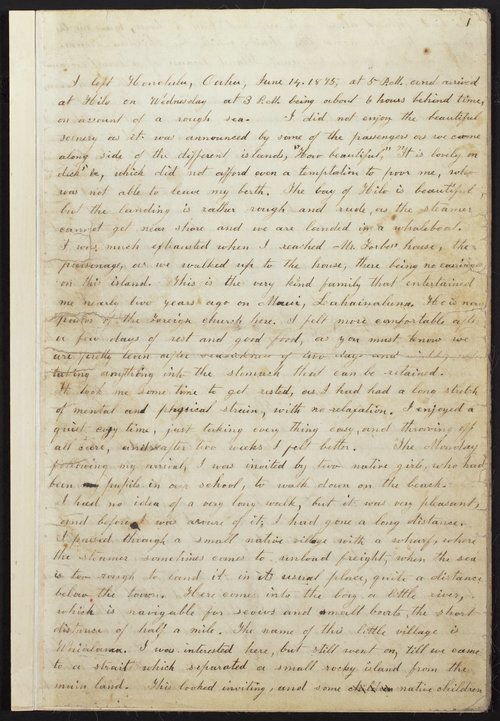 1
I left Honolulu, Oahu, June 14. 1875, at 5 P.M. and arrived
at Hilo on Wednesday at 3 P.M. being about 6 hours behind time,
on account of a rough sea. I did not enjoy the beautiful
scenery as it was announced by some of the passengers as we came
along side of the different islands, "How beautiful," "It is lovely on
deck" &c, which did not afford even a temptation to poor me, who
was not able to leave my berth. The bay of Hilo is beautiful
but the landing is rather rough and rude, as the steamer
cannot get near shore and we are landed in a whaleboat.
I was much exhausted when I reached Mr. Forbes' house, the
parsonage, as we walked up to the house, there being no carriages
on this island. This is the very kind family that entertained
me nearly two years ago on Maui, Lahainaluna. He is now
pastor of the Foreign church here. I felt more comfortable after
a few days of rest and good food, as you must know we
are pretty lean after seasickness of two days and
taking anything into the stomach that can be retained.
It took me some time to get rested, as I had had a long stretch
of mental and physical strain, with no relaxation. I enjoyed a
quiet easy time, just taking every thing easy, and throwing off
all care, and after two weeks I felt better. The Monday
following my arrival, I was invited by two native girls, who had
been pupils in our school, to walk down on the beach.
I had no idea of a very long walk, but it was very pleasant,
and before I was aware of it, I had gone a long distance.
I passed through a small native village with a wharf, where
the steamer sometimes comes to unload freight, when the sea
is too rough to land it in its usual place, quite a distance
below the town. Here comes into the bay a little river,
which is navigable for scows and small boats, the short
distance of half a mile. The name of this little village is
Waialama. I was interested here, but still went on, till we came
to a strait which separated a small rocky island from the
main land. This looked inviting, and some native children